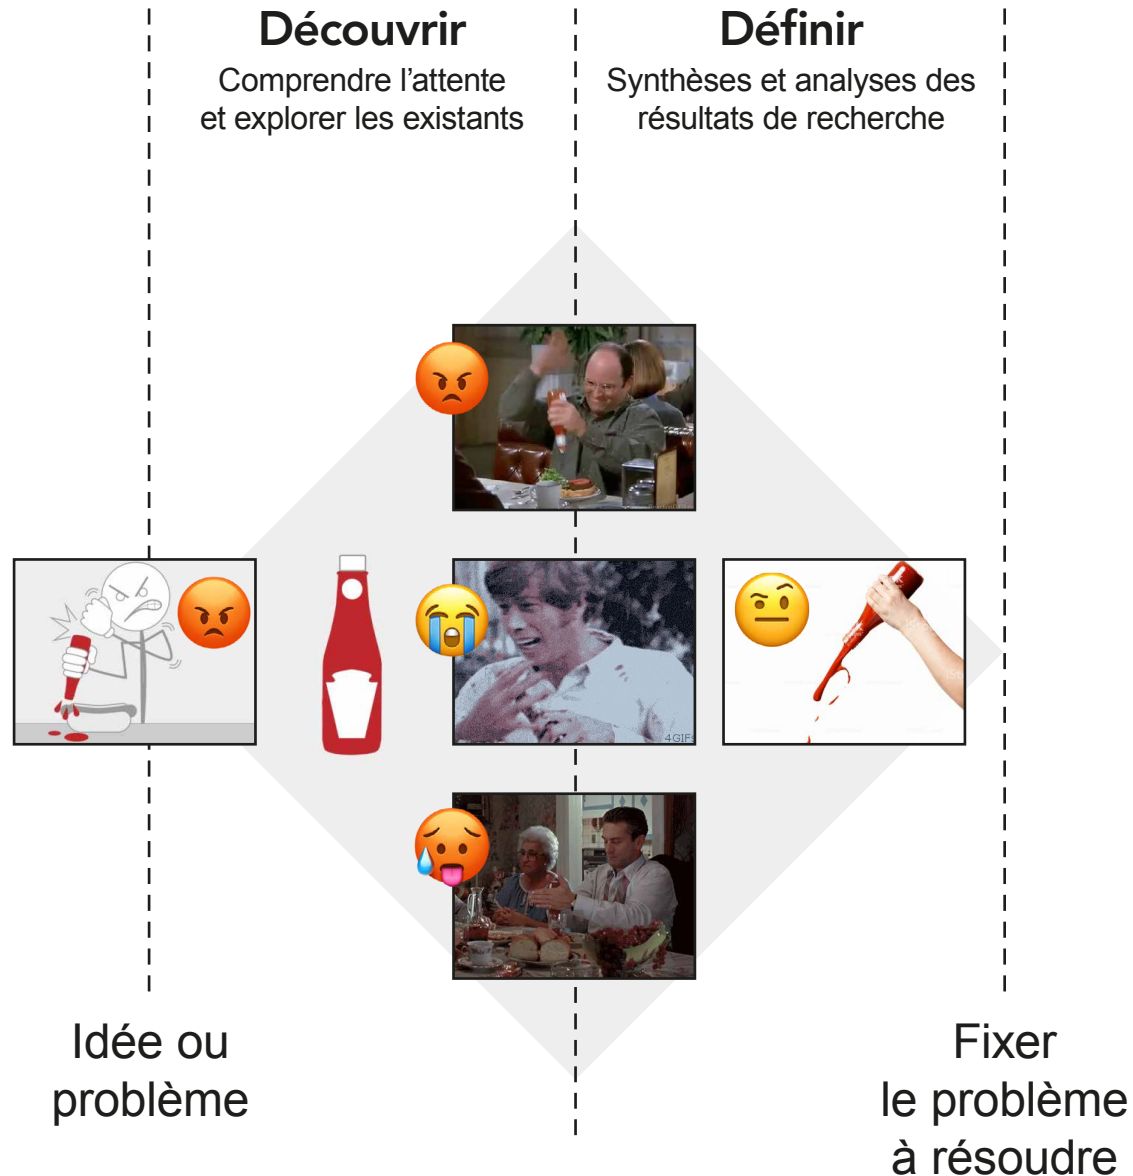 Découvrir
Comprendre l’attente
et explorer les existants
Définir
Synthèses et analyses des
résultats de recherche
4GIFs
Idée ou
problème
Fixer
le problème
à résoudre